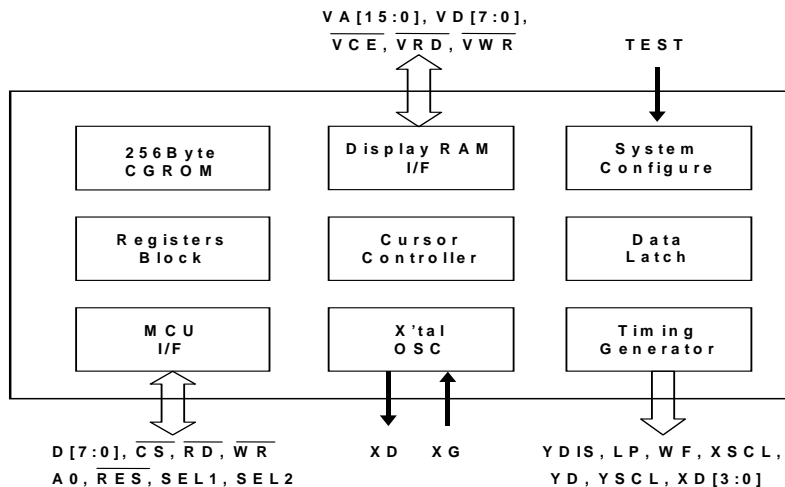 VA[15:0], VD[7:0],
VCE, VRD, VWR
TEST
256Byte
CGROM
Display RAM
I/F
System
Configure
Registers
Block
Cursor
Controller
Data
Latch
MCU
I/F
X'tal
OSC
Timing
Generator
D[7:0], CS, RD, WR
A0, RES, SEL1, SEL2
XD
XG
YDIS, LP, WF, XSCL,
YD, YSCL, XD[3:0]